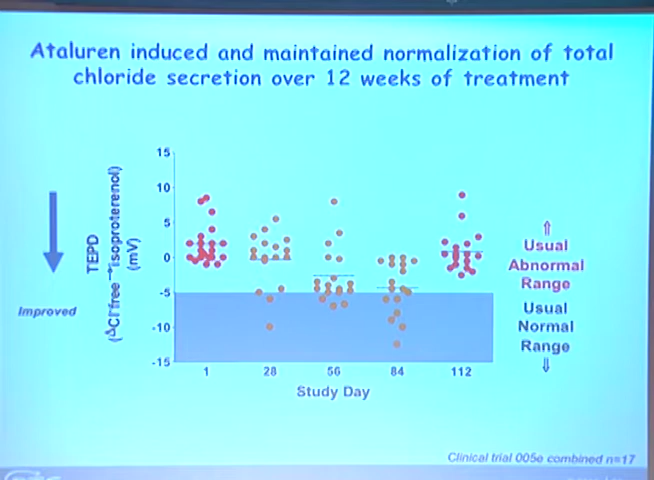 Ataluren induced and maintained normalization of total
chloride secretion over 12 weeks of treatment
15
10
5
0
-5
-10
-15
TEPD
(ΔCl⁻free→isoproterenol)
(mV)
Improved
⇑
Usual
Abnormal
Range
Usual
Normal
Range
⇓
1 28 56 84 112
Study Day
Clinical trial 005e combined n=17